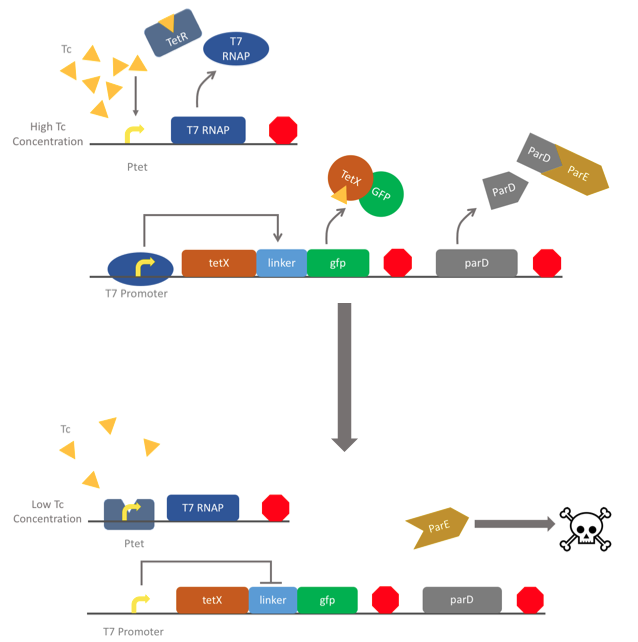 Tc
TetR
T7
RNAP
High Tc
Concentration
T7 RNAP
Ptet
TetX
GFP
ParD
ParD
ParE
tetX
linker
gfp
parD
T7 Promoter
Tc
Low Tc
Concentration
T7 RNAP
Ptet
ParE
tetX
linker
gfp
parD
T7 Promoter